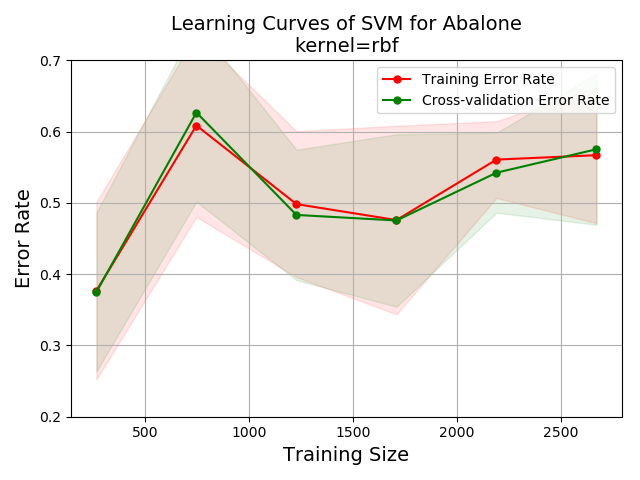 Learning Curves of SVM for Abalone
kernel=rbf
Training Error Rate
Cross-validation Error Rate
Error Rate
0.7
0.6
0.5
0.4
0.3
0.2
500
1000
1500
2000
2500
Training Size